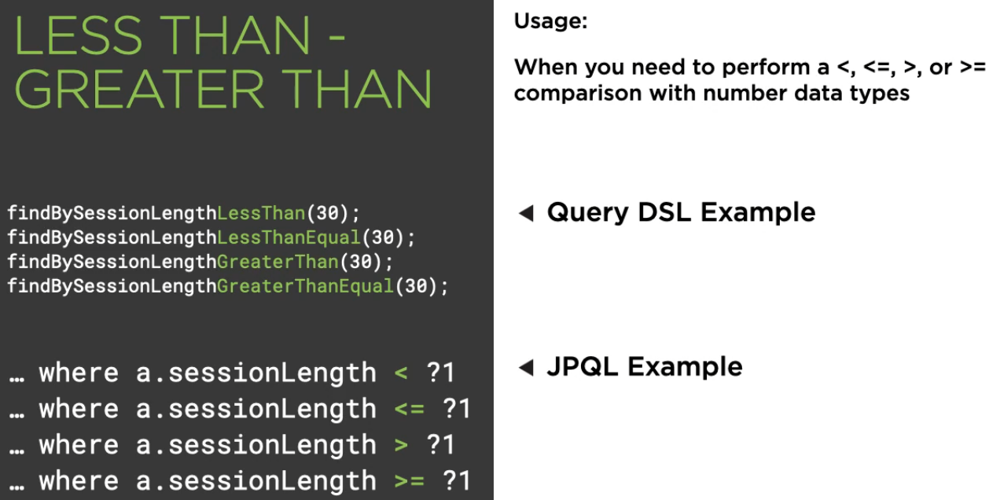 LESS THAN -
GREATER THAN
findBySessionLengthLessThan(30);
findBySessionLengthLessThanEqual(30);
findBySessionLengthGreaterThan(30);
findBySessionLengthGreaterThanEqual(30);
… where a.sessionLength < ?1
… where a.sessionLength <= ?1
… where a.sessionLength > ?1
… where a.sessionLength >= ?1
Usage:
When you need to perform a <, <=, >, or >=
comparison with number data types
◀ Query DSL Example
◀ JPQL Example